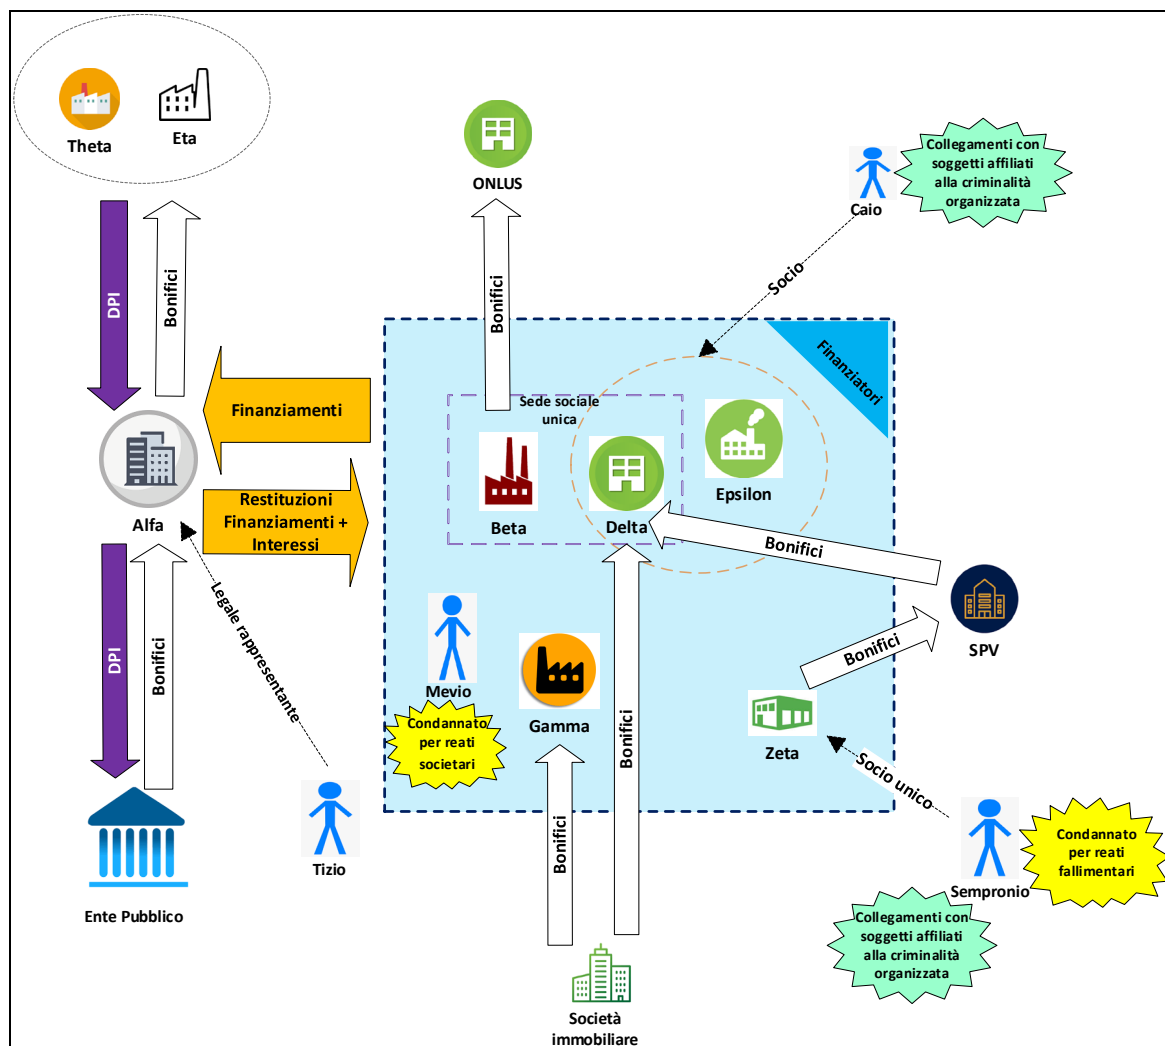 Theta
Eta
ONLUS
Caio
Collegamenti con
soggetti affiliati
alla criminalità
organizzata
DPI
Bonifici
Bonifici
Socio
Finanziatori
Finanziamenti
Sede sociale
unica
Beta
Delta
Epsilon
Alfa
Restituzioni
Finanziamenti +
Interessi
Bonifici
SPV
DPI
Bonifici
Legale rappresentante
Mevio
Condannato
per reati
societari
Gamma
Bonifici
Bonifici
Zeta
Socio unico
Bonifici
Ente Pubblico
Tizio
Sempronio
Condannato
per reati
fallimentari
Collegamenti con
soggetti affiliati
alla criminalità
organizzata
Società
immobiliare